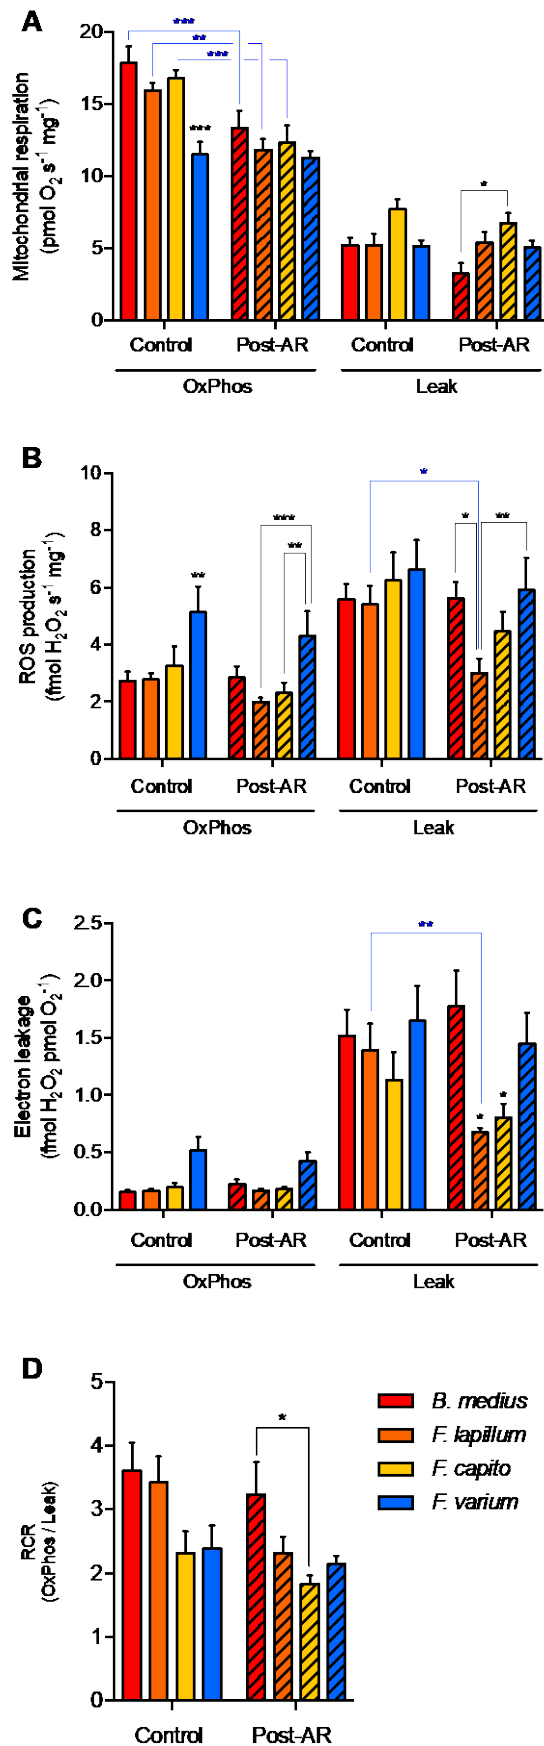 A
Mitochondrial respiration
(pmol O₂ s⁻¹ mg⁻¹)
20
15
10
5
0
***
**
***
***
*
Control
Post-AR
Control
Post-AR
OxPhos
Leak
B
ROS production
(fmol H₂O₂ s⁻¹ mg⁻¹)
10
8
6
4
2
0
**
***
**
*
*
**
Control
Post-AR
Control
Post-AR
OxPhos
Leak
C
Electron leakage
(fmol H₂O₂ pmol O₂⁻¹)
2.5
2.0
1.5
1.0
0.5
0.0
**
*
*
Control
Post-AR
Control
Post-AR
OxPhos
Leak
D
RCR
(OxPhos / Leak)
5
4
3
2
1
0
*
Control
Post-AR
B. medius
F. lapillum
F. capito
F. varium